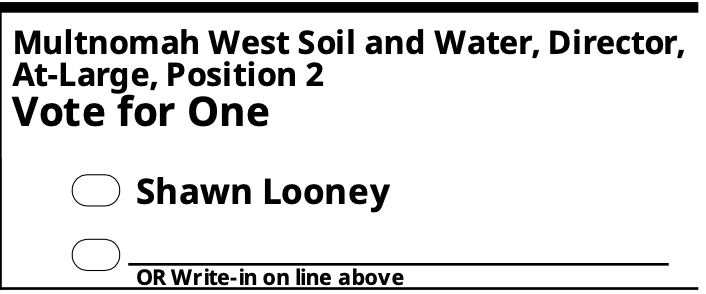 Multnomah West Soil and Water, Director,
At-Large, Position 2
Vote for One
Shawn Looney
OR Write-in on line above